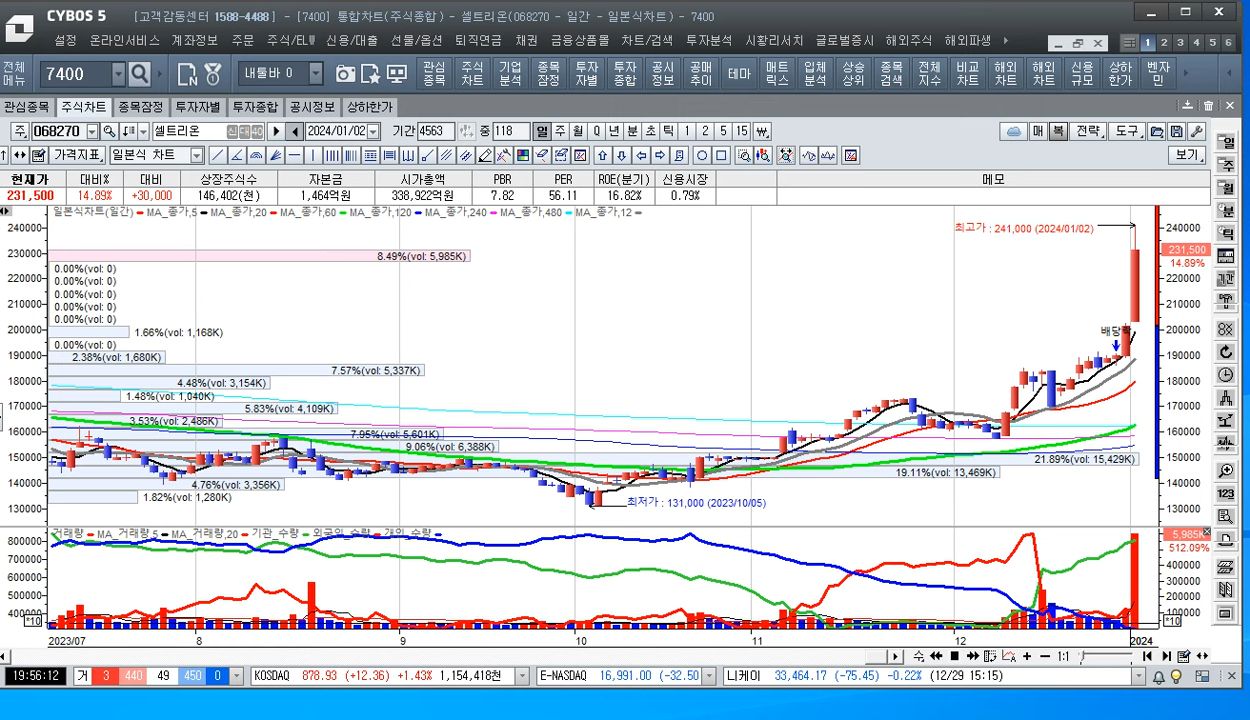 CYBOS 5 [고객감동센터 1588-4488] - [7400] 통합차트(주식종합) - 셀트리온(068270 - 일간 - 일본식차트) - 7400
설정 온라인서비스 계좌정보 주문 주식/ELW 신용/대출 선물/옵션 퇴직연금 채권 금융상품몰 차트/검색 투자분석 시황리서치 글로벌증시 해외주식 해외파생 1 2 3 4 5 6
전체메뉴 7400 내툴바 0 관심종목 주식차트 기업분석 종목잠정 투자자별 투자종합 공시정보 공매추이 테마 매트릭스 입체분석 상승상위 종목검색 전체지수 비교차트 해외차트 해외차트 신용규모 상하한가 벤자민
관심종목 주식차트 종목잠정 투자자별 투자종합 공시정보 상하한가
주 068270 셀트리온 신 대 40 2024/01/02 기간 4563 중 118 일 주 월 Q 년 분 초 틱 1 2 3 5 15 매 복 전략 도구
가격지표 일본식 차트 보기
현재가 대비% 대비 상장주식수 자본금 시가총액 PBR PER ROE(분기) 신용시장 메모
231,500 14.89% +30,000 146,402(천) 1,464억원 338,922억원 7.82 56.11 16.82% 0.79%
일본식차트(일간) MA_종가,5 MA_종가,20 MA_종가,60 MA_종가,120 MA_종가,240 MA_종가,480 MA_종가,12
최고가 : 241,000 (2024/01/02)
240000 240000
230000 8.49%(vol: 5,985K) 231,500
14.89%
0.00%(vol: 0)
220000 0.00%(vol: 0) 220000
0.00%(vol: 0)
210000 0.00%(vol: 0) 210000
0.00%(vol: 0)
200000 1.66%(vol: 1,168K) 배당락 200000
0.00%(vol: 0)
190000 2.38%(vol: 1,680K) 190000
7.57%(vol: 5,337K)
180000 4.48%(vol: 3,154K) 180000
1.48%(vol: 1,040K)
170000 5.83%(vol: 4,109K) 170000
3.53%(vol: 2,486K)
160000 7.95%(vol: 5,601K) 160000
9.06%(vol: 6,388K)
150000 21.89%(vol: 15,429K) 150000
19.11%(vol: 13,469K)
140000 4.76%(vol: 3,356K) 140000
1.82%(vol: 1,280K)
최저가 : 131,000 (2023/10/05)
130000 130000
거래량 MA_거래량,5 MA_거래량,20 기관_수량 외국인_수량 개인_수량
800000 5,985K
512.09%
700000 400000
600000 300000
500000 200000
400000 100000
*10 *10
2023/07 8 9 10 11 12 2024
수 1:1
19:56:12 거 3 440 49 450 0 KOSDAQ 878.93 (+12.36) +1.43% 1,154,418천 E-NASDAQ 16,991.00 (-32.50) 니케이 33,464.17 (-75.45) -0.22% (12/29 15:15)